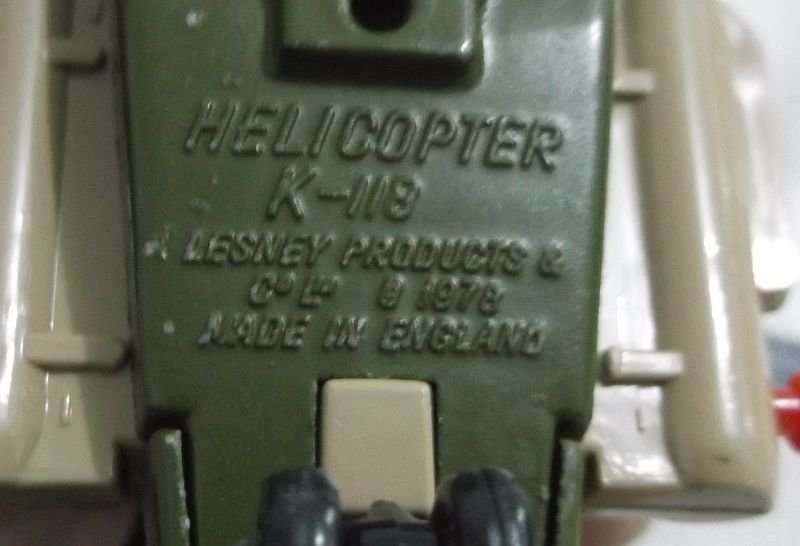 HELICOPTER
K-118
LESNEY PRODUCTS &
Cº Lᴰ © 1978
MADE IN ENGLAND